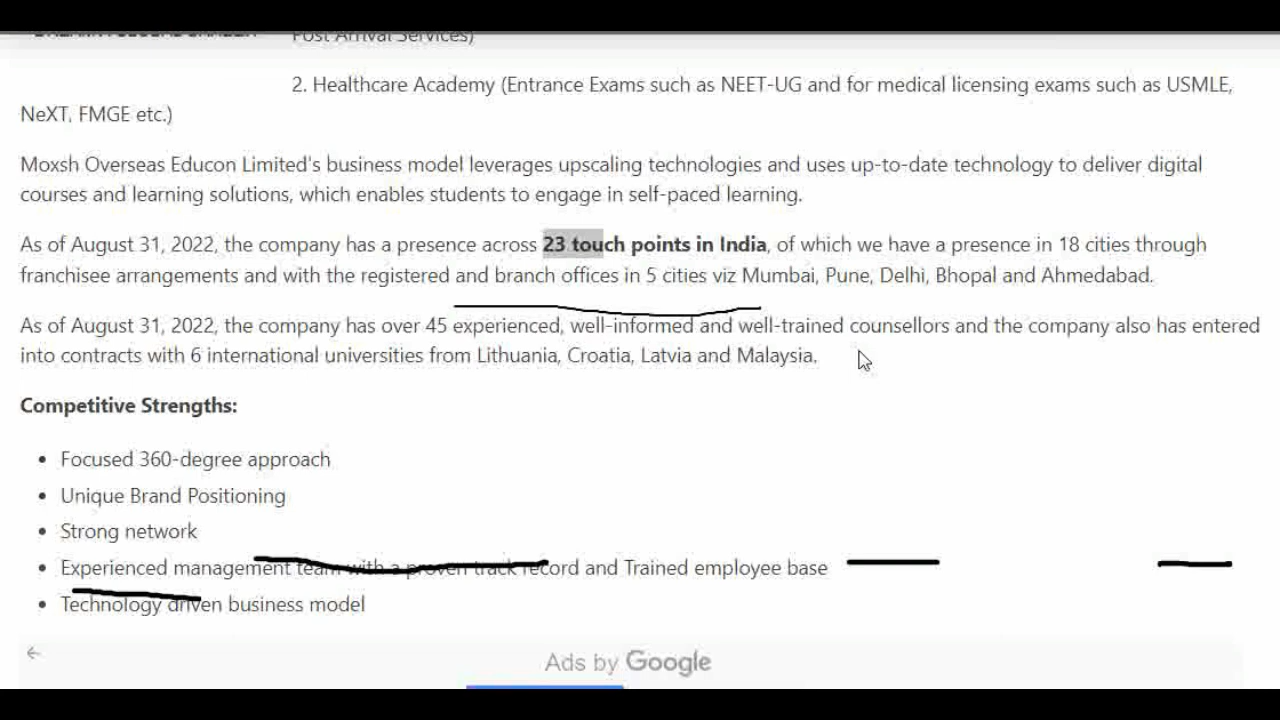 Post Arrival Services)
2. Healthcare Academy (Entrance Exams such as NEET-UG and for medical licensing exams such as USMLE,
NeXT, FMGE etc.)
Moxsh Overseas Educon Limited's business model leverages upscaling technologies and uses up-to-date technology to deliver digital
courses and learning solutions, which enables students to engage in self-paced learning.
As of August 31, 2022, the company has a presence across 23 touch points in India, of which we have a presence in 18 cities through
franchisee arrangements and with the registered and branch offices in 5 cities viz Mumbai, Pune, Delhi, Bhopal and Ahmedabad.
As of August 31, 2022, the company has over 45 experienced, well-informed and well-trained counsellors and the company also has entered
into contracts with 6 international universities from Lithuania, Croatia, Latvia and Malaysia.
Competitive Strengths:
• Focused 360-degree approach
• Unique Brand Positioning
• Strong network
• Experienced management team with a proven track record and Trained employee base
• Technology driven business model
Ads by Google